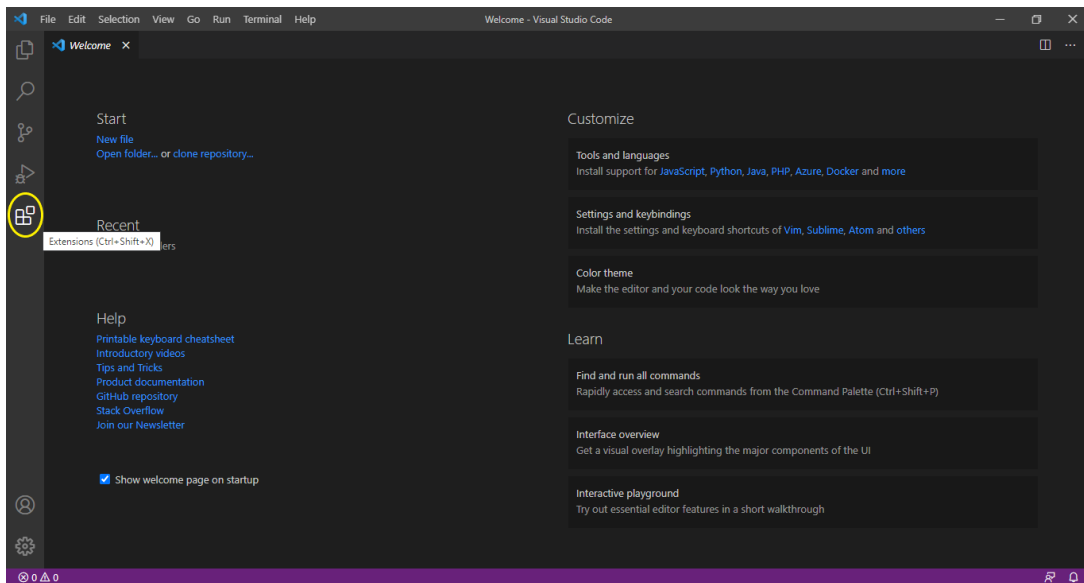 File Edit Selection View Go Run Terminal Help
Welcome - Visual Studio Code
Welcome
Start
New file
Open folder... or clone repository...
Recent
Extensions (Ctrl+Shift+X)
Help
Printable keyboard cheatsheet
Introductory videos
Tips and Tricks
Product documentation
GitHub repository
Stack Overflow
Join our Newsletter
Show welcome page on startup
Customize
Tools and languages
Install support for JavaScript, Python, Java, PHP, Azure, Docker and more
Settings and keybindings
Install the settings and keyboard shortcuts of Vim, Sublime, Atom and others
Color theme
Make the editor and your code look the way you love
Learn
Find and run all commands
Rapidly access and search commands from the Command Palette (Ctrl+Shift+P)
Interface overview
Get a visual overlay highlighting the major components of the UI
Interactive playground
Try out essential editor features in a short walkthrough
0 0